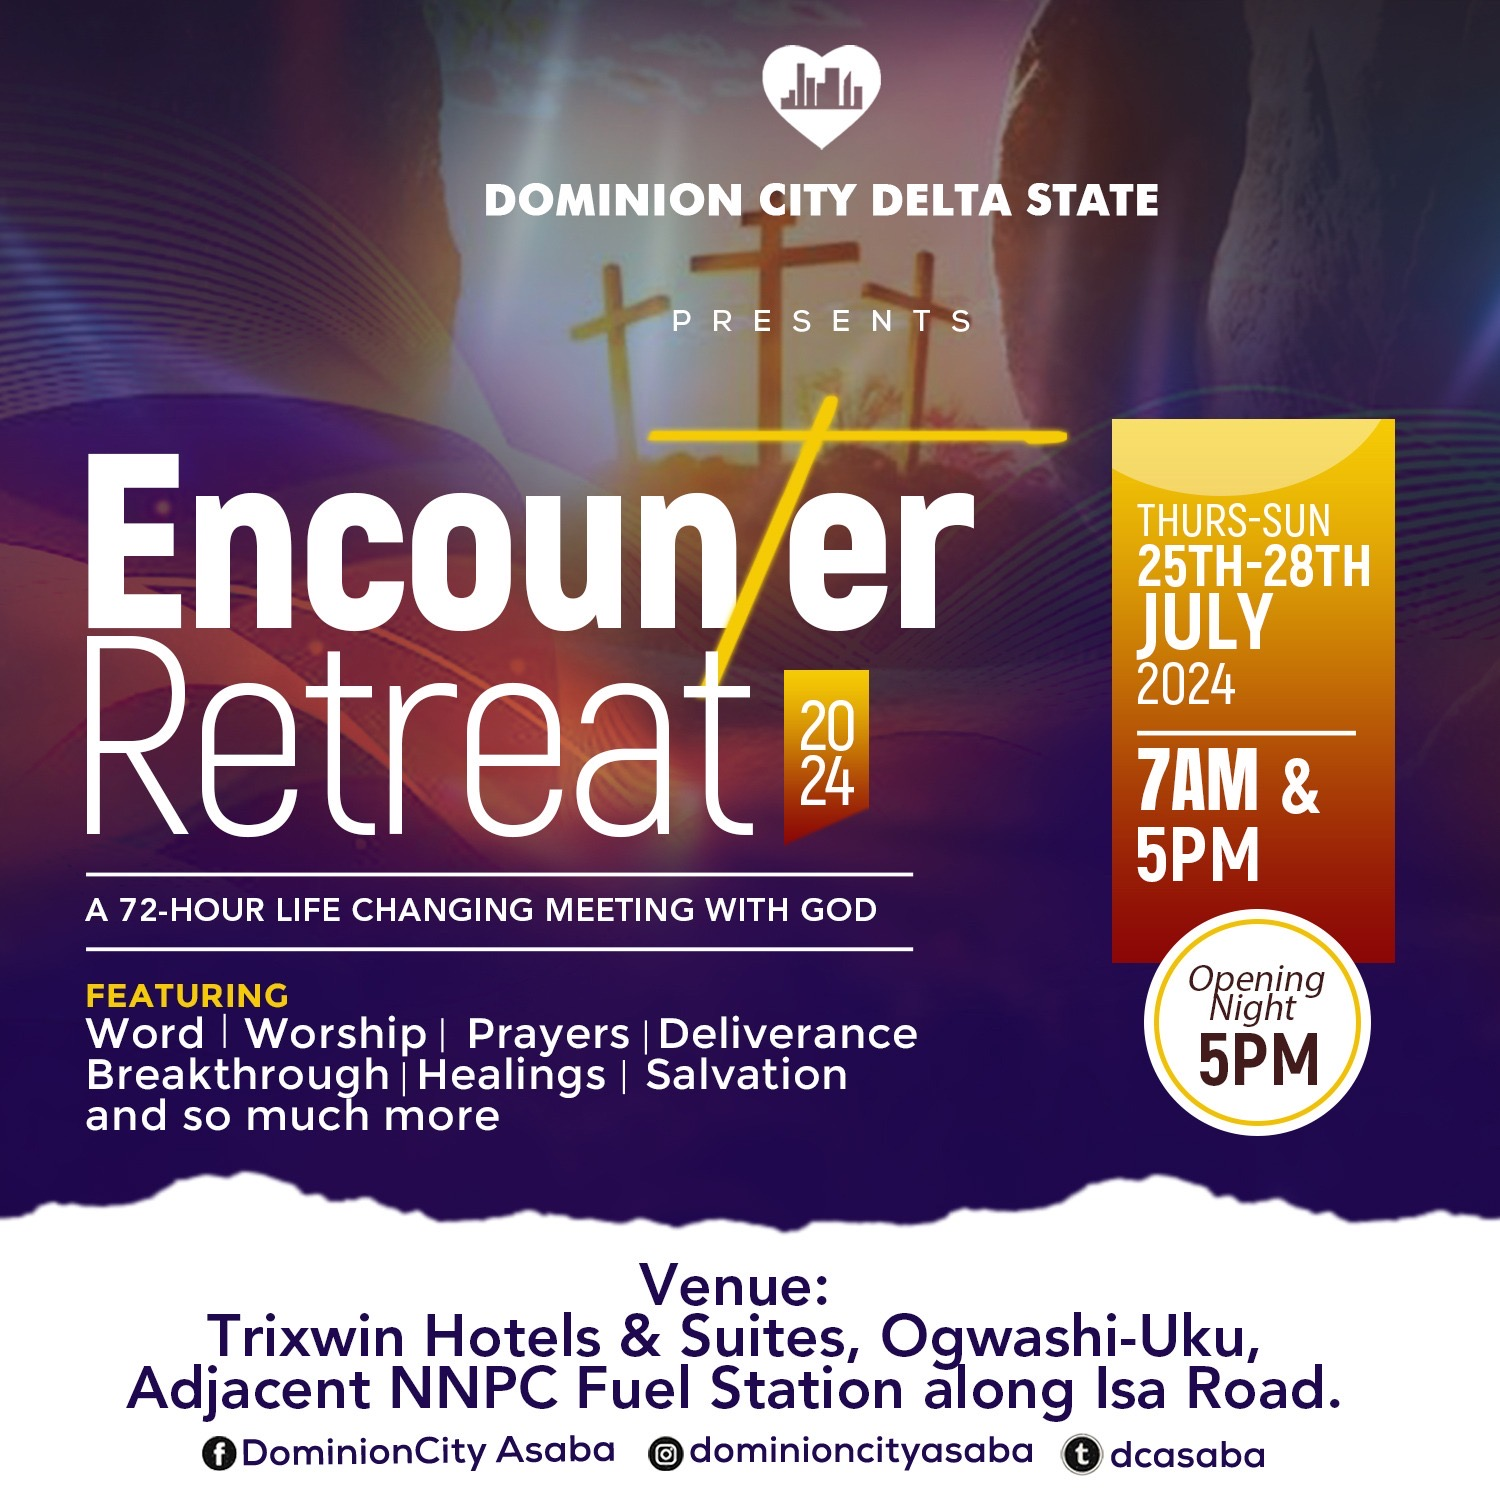 DOMINION CITY DELTA STATE
PRESENTS
Encounter
Retreat
20
24
A 72-HOUR LIFE CHANGING MEETING WITH GOD
FEATURING
Word | Worship | Prayers | Deliverance
Breakthrough | Healings | Salvation
and so much more
THURS-SUN
25TH-28TH
JULY
2024
7AM &
5PM
Opening
Night
5PM
Venue:
Trixwin Hotels & Suites, Ogwashi-Uku,
Adjacent NNPC Fuel Station along Isa Road.
DominionCity Asaba dominioncityasaba dcasaba